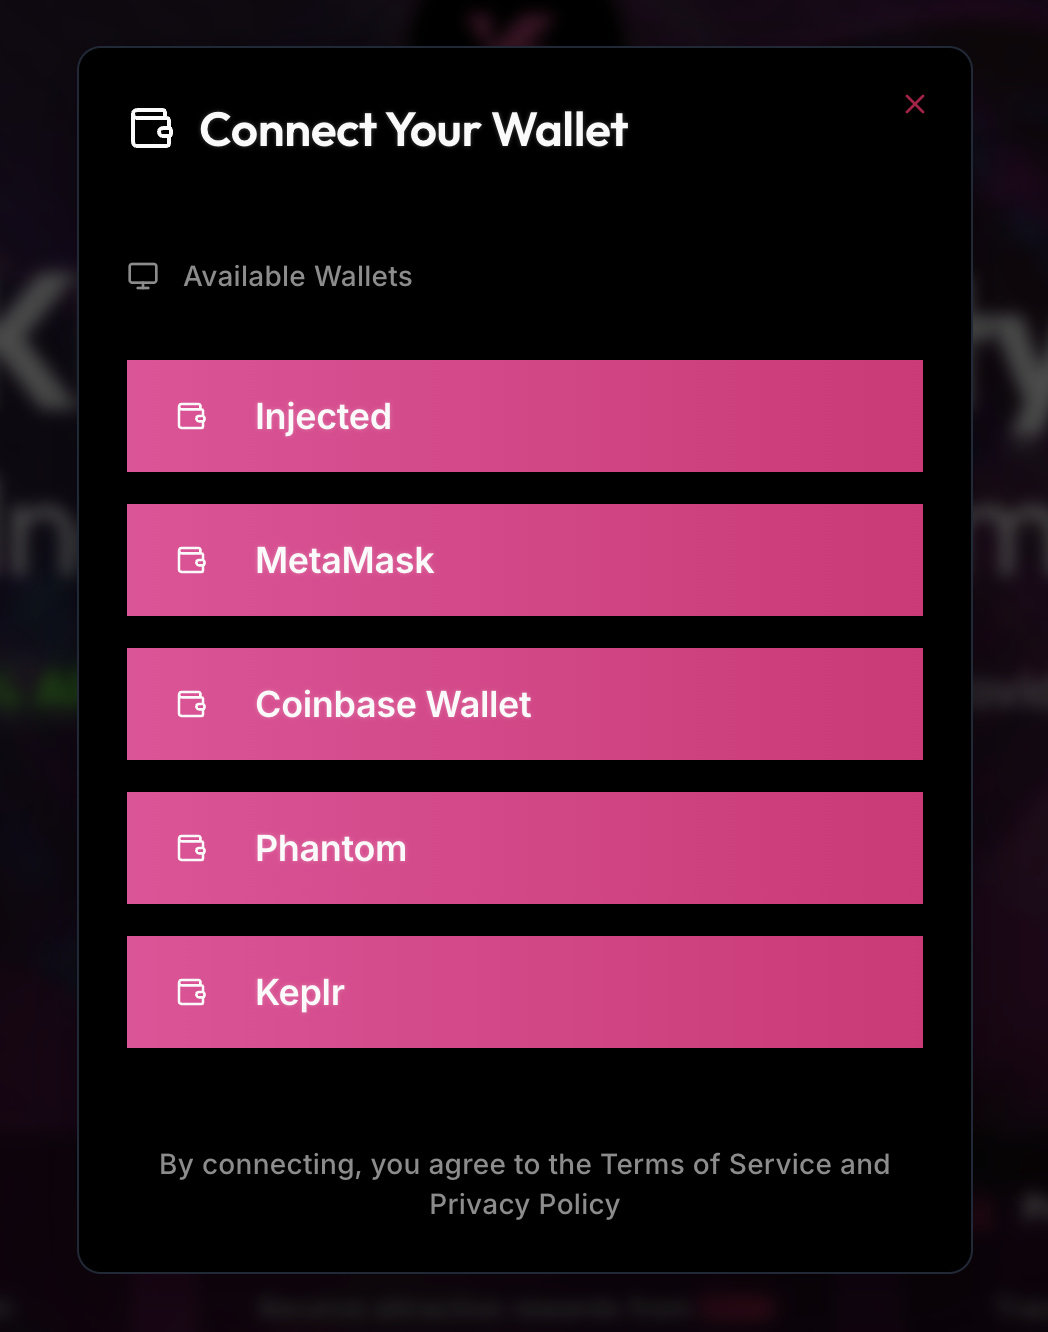 Connect Your Wallet
Available Wallets
Injected
MetaMask
Coinbase Wallet
Phantom
Keplr
By connecting, you agree to the Terms of Service and
Privacy Policy